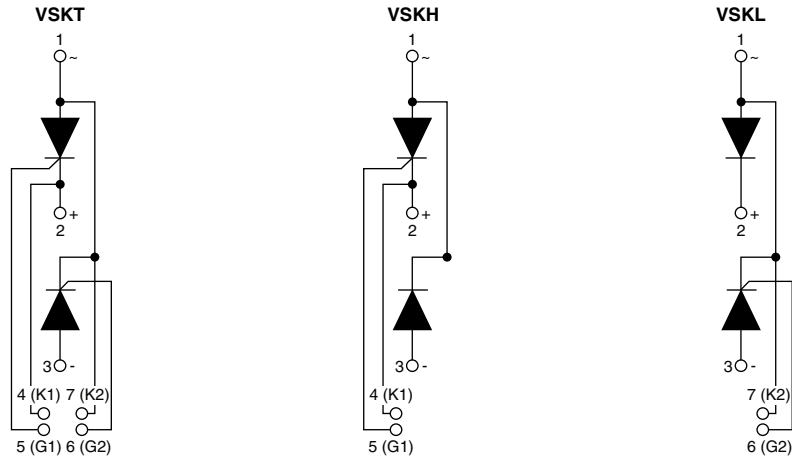 VSKT
1
~
+
2
3 -
4 (K1) 7 (K2)
5 (G1) 6 (G2)
VSKH
1
~
+
2
3 -
4 (K1)
5 (G1)
VSKL
1
~
+
2
3 -
7 (K2)
6 (G2)